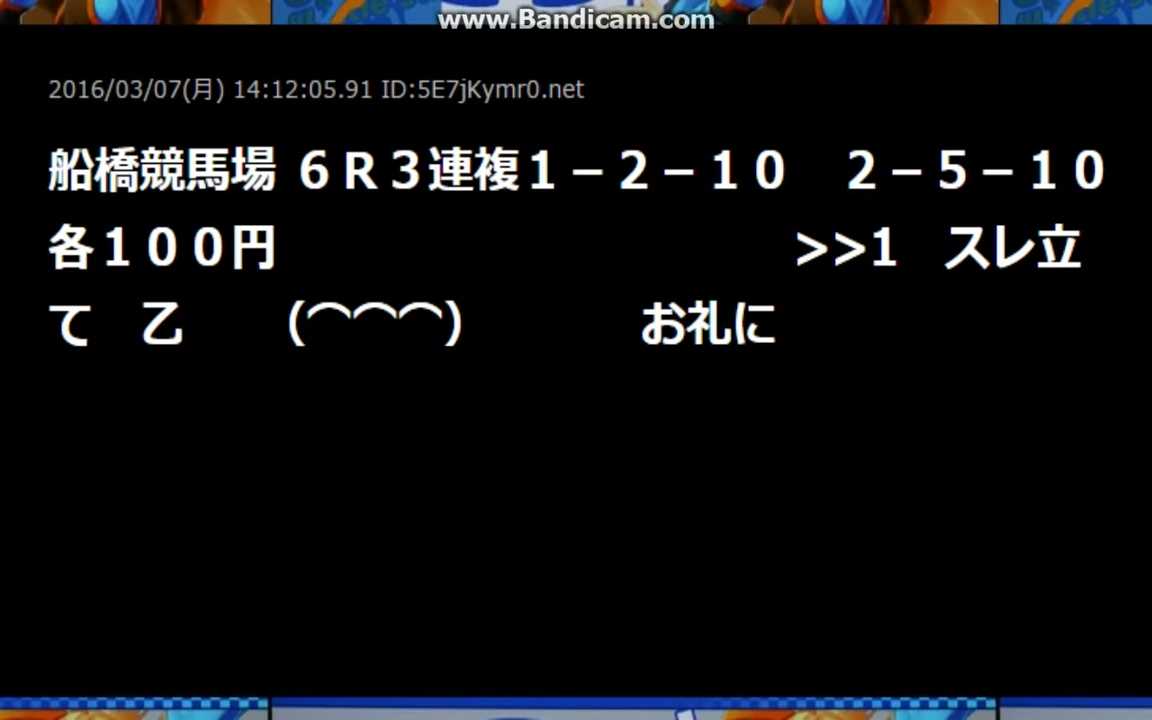 www.Bandicam.com
2016/03/07(月) 14:12:05.91 ID:5E7jKymr0.net
船橋競馬場 ６Ｒ３連複１－２－１０　２－５－１０
各１００円　　　　　　　　　　　>>1　スレ立
て　乙　　（⌒⌒⌒）　　　　お礼に